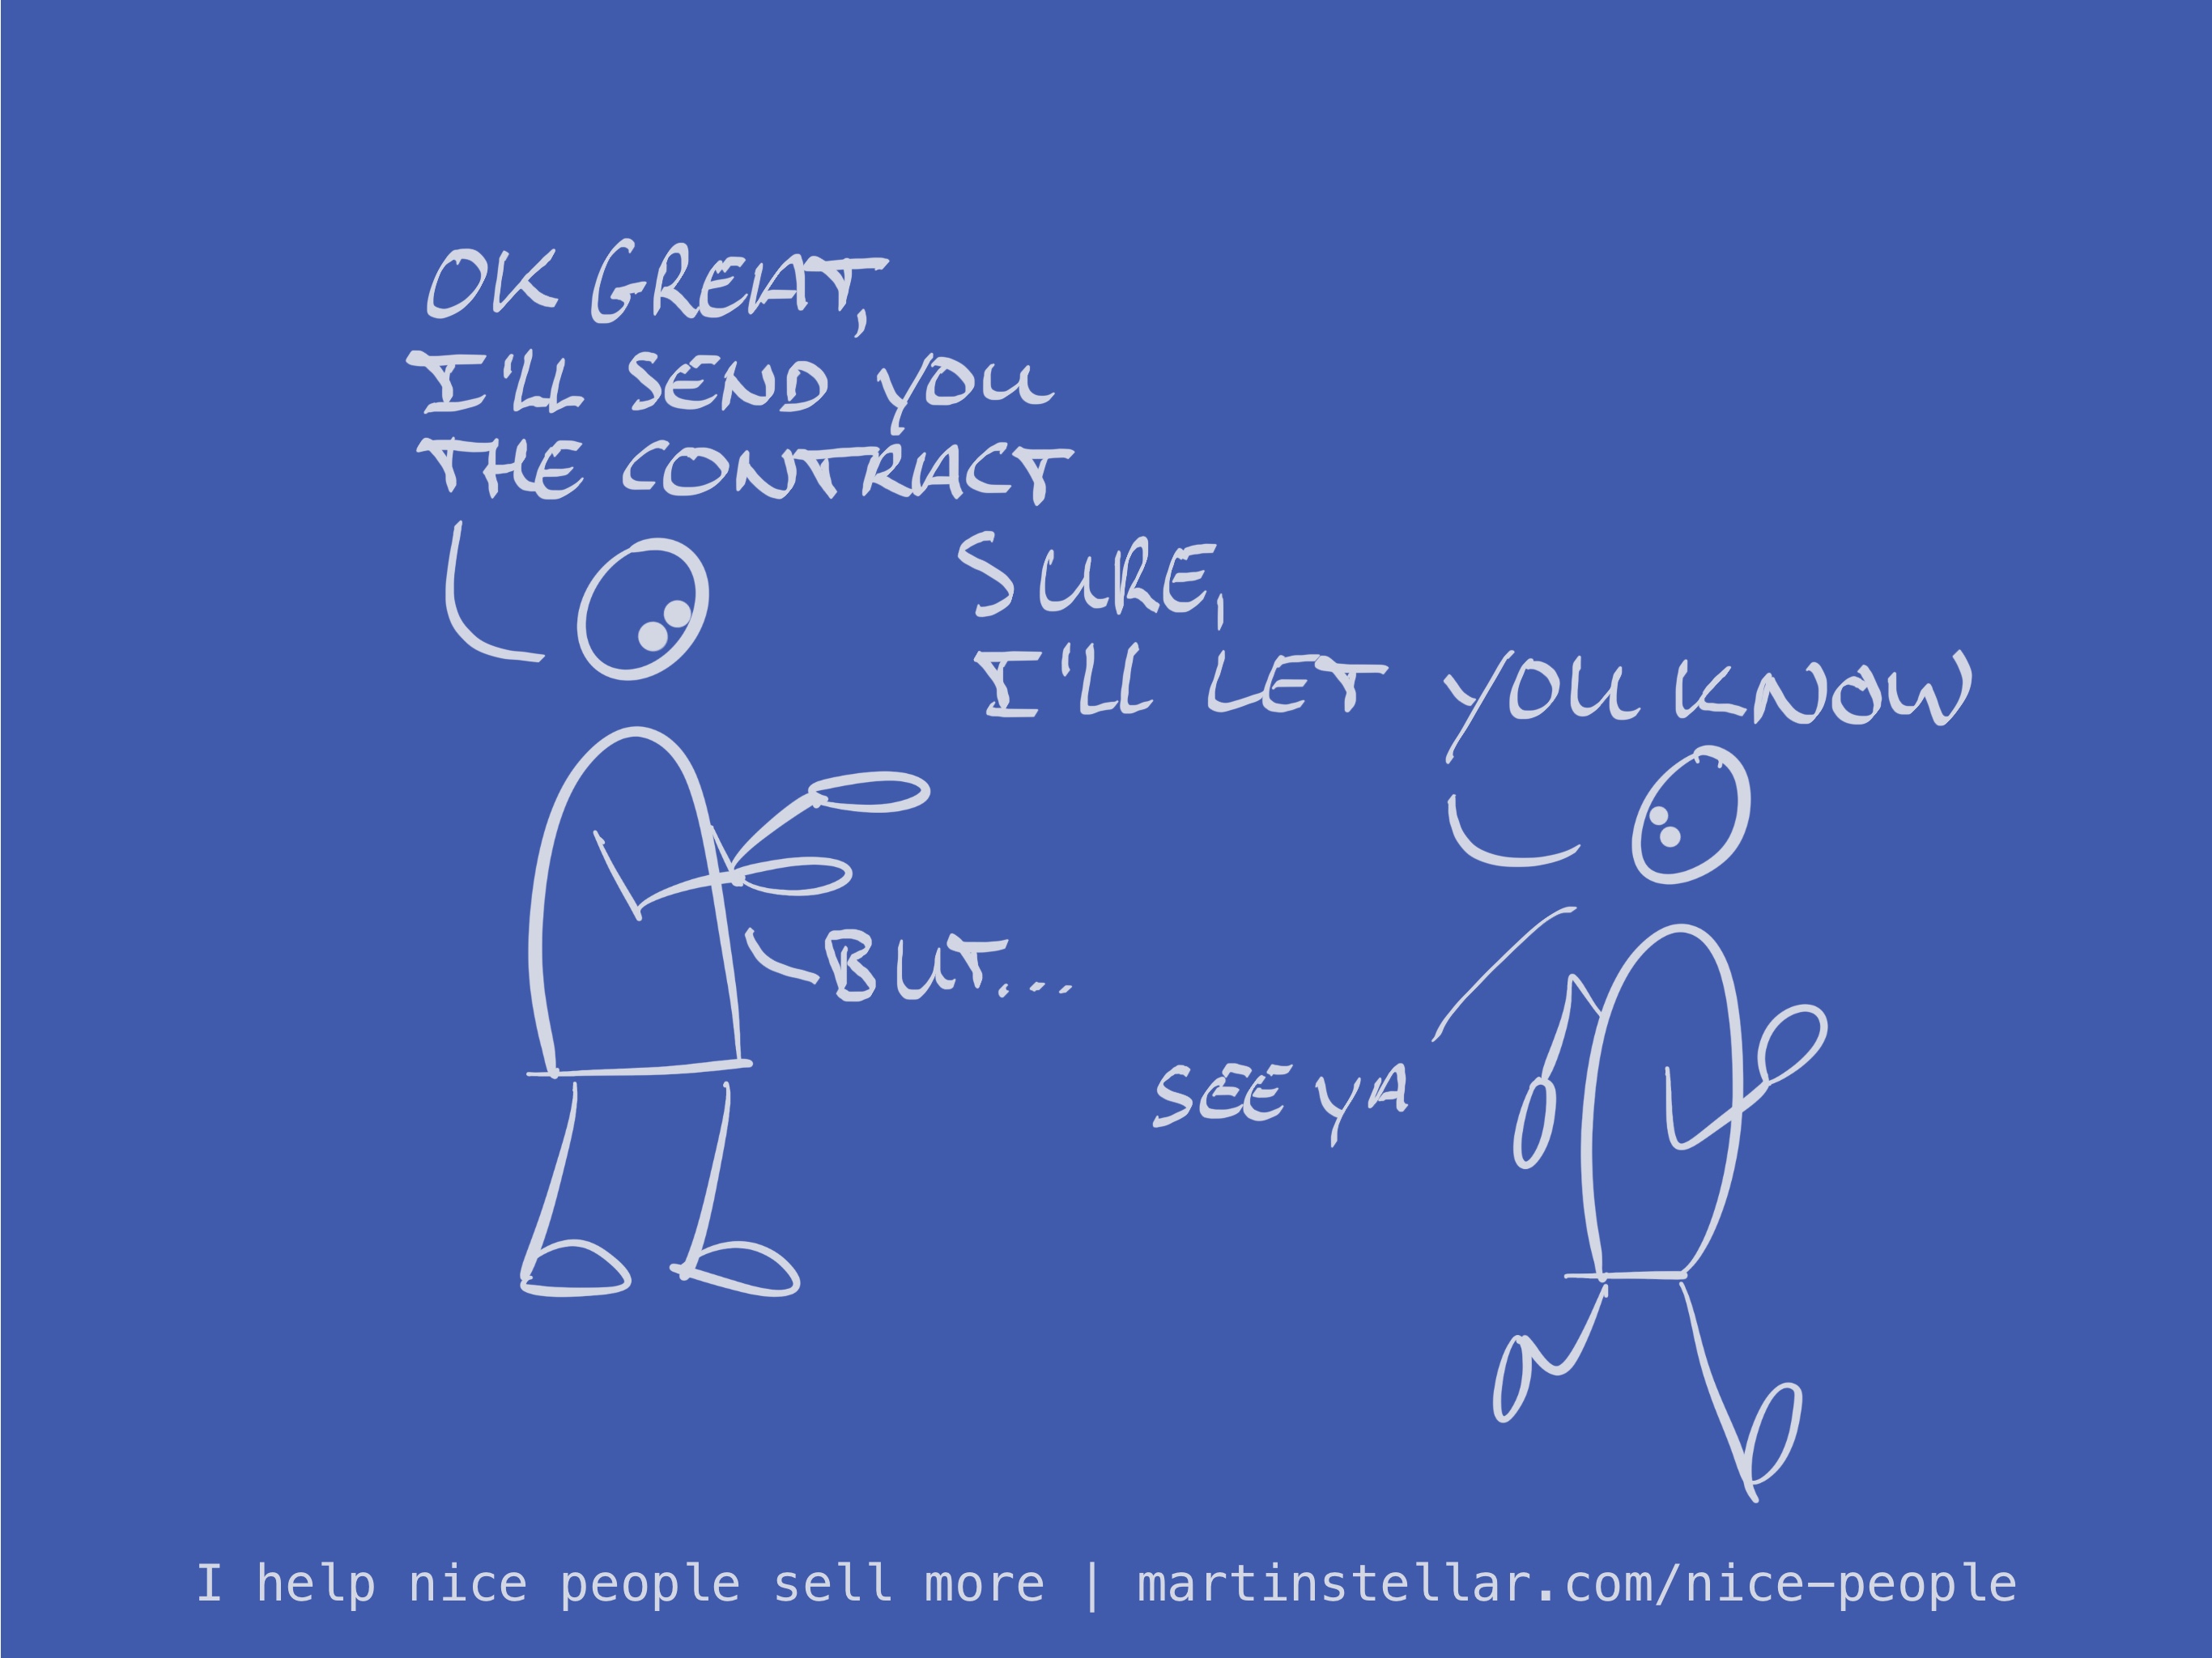 OK GREAT,
I'LL SEND YOU
THE CONTRACT
SURE,
I'LL LET YOU KNOW
BUT...
SEE YA
I help nice people sell more | martinstellar.com/nice-people